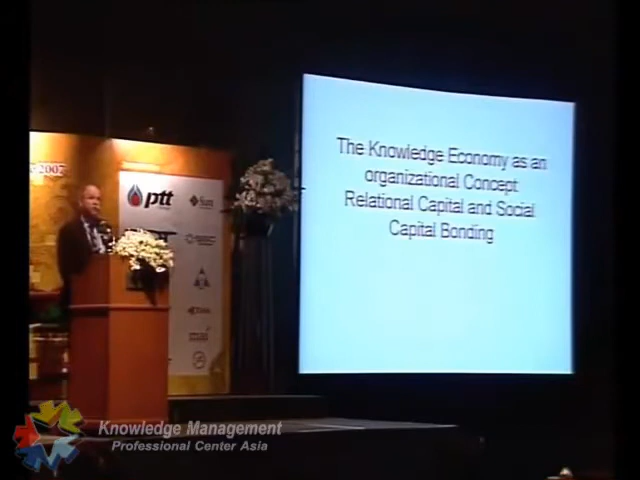 The Knowledge Economy as an
organizational Concept
Relational Capital and Social
Capital Bonding
2007
ptt
Sun
Knowledge Management
Professional Center Asia